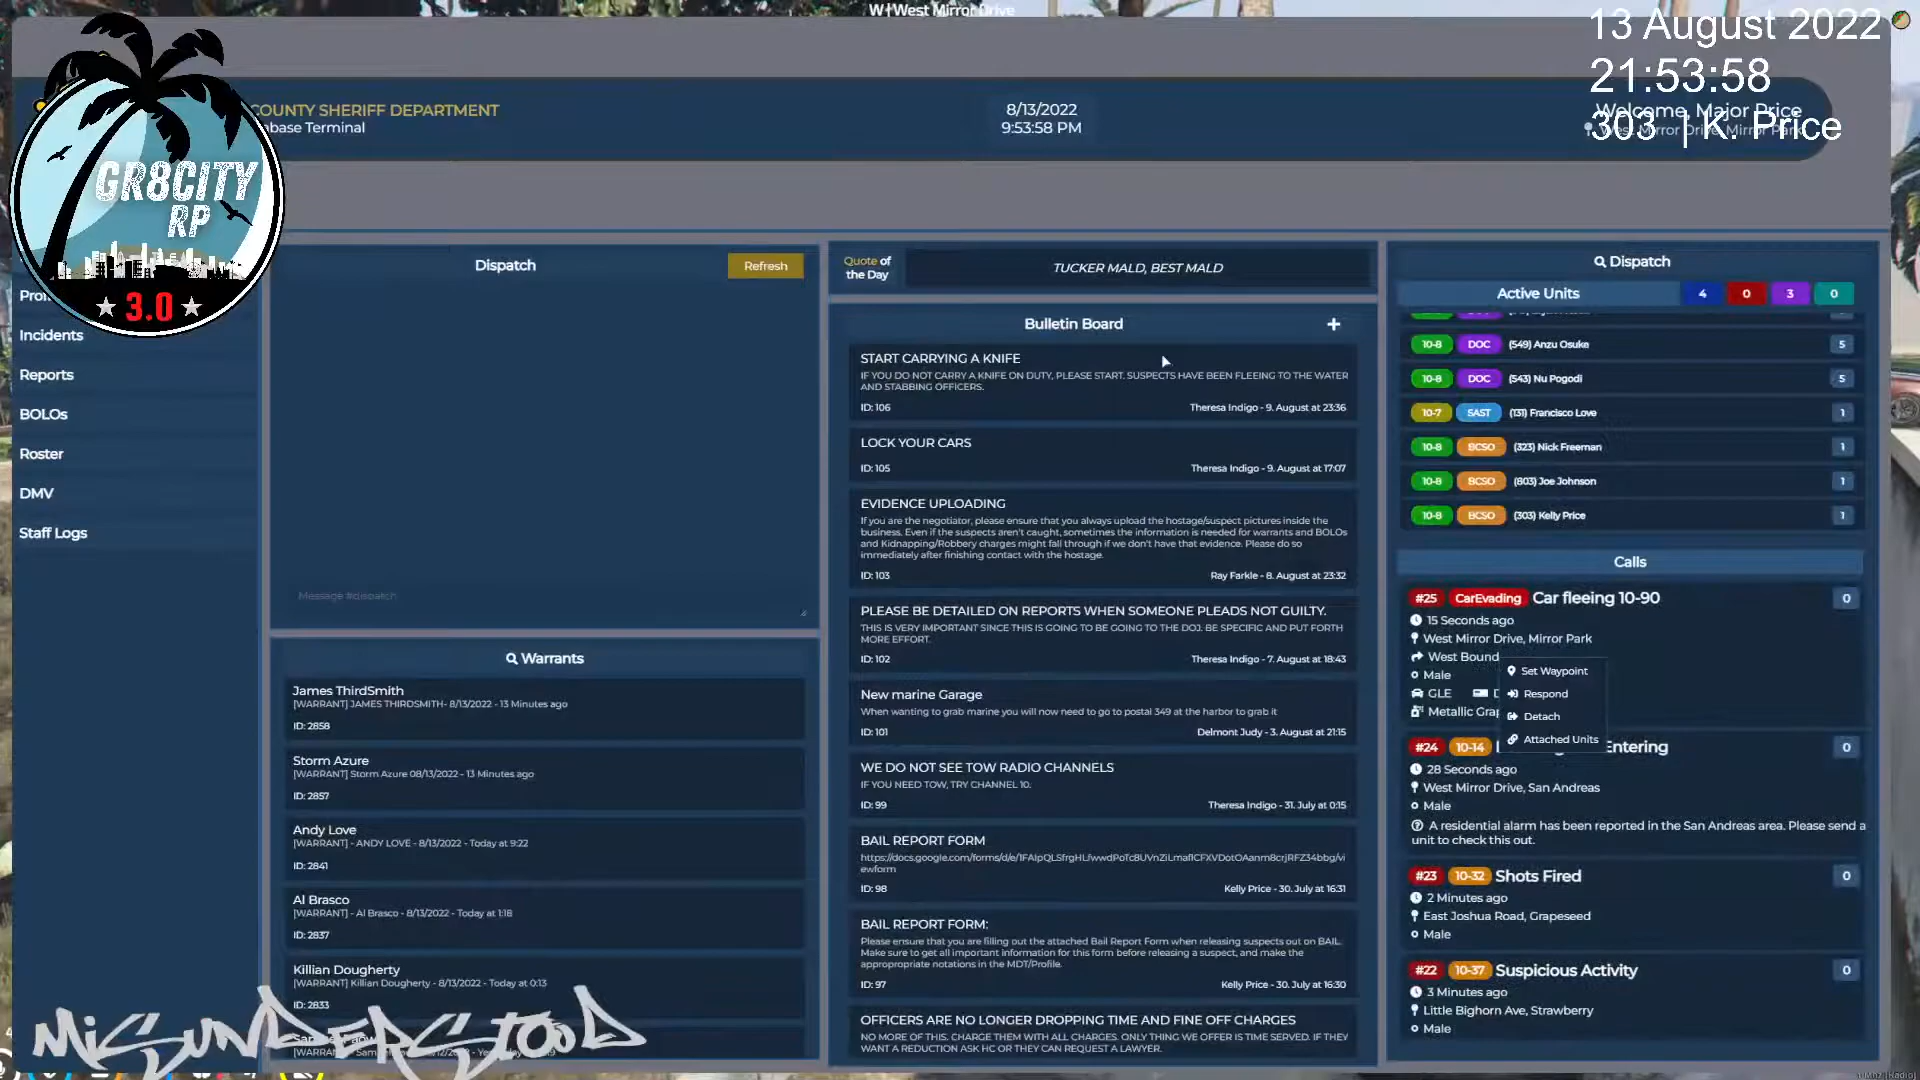 W | West Mirror Drive
13 August 2022
21:53:58
303 | K. Price
COUNTY SHERIFF DEPARTMENT
abase Terminal
8/13/2022
9:53:58 PM
Welcome, Major Price
West Mirror Drive, Mirror Park
GR8CITY
RP
3.0
Incidents
Reports
BOLOs
Roster
DMV
Staff Logs
Dispatch
Refresh
Message #dispatch
Warrants
James ThirdSmith
[WARRANT] JAMES THIRDSMITH- 8/13/2022 - 13 Minutes ago
ID: 2858
Storm Azure
[WARRANT] Storm Azure 08/13/2022 - 13 Minutes ago
ID: 2857
Andy Love
[WARRANT] - ANDY LOVE - 8/13/2022 - Today at 9:22
ID: 2841
Al Brasco
[WARRANT] - Al Brasco - 8/13/2022 - Today at 1:18
ID: 2837
Killian Dougherty
[WARRANT] Killian Dougherty - 8/13/2022 - Today at 0:13
ID: 2833
MiSUNDERSTOOD
Quote of
the Day
TUCKER MALD, BEST MALD
Bulletin Board
START CARRYING A KNIFE
IF YOU DO NOT CARRY A KNIFE ON DUTY, PLEASE START. SUSPECTS HAVE BEEN FLEEING TO THE WATER
AND STABBING OFFICERS.
ID: 106
Theresa Indigo - 9. August at 23:36
LOCK YOUR CARS
ID: 105
Theresa Indigo - 9. August at 17:07
EVIDENCE UPLOADING
If you are the negotiator, please ensure that you always upload the hostage/suspect pictures inside the
business. Even if the suspects aren't caught, sometimes the information is needed for warrants and BOLOs
and Kidnapping/Robbery charges might fall through if we don't have that evidence. Please do so
immediately after finishing contact with the hostage.
ID: 103
Ray Farkle - 8. August at 23:32
PLEASE BE DETAILED ON REPORTS WHEN SOMEONE PLEADS NOT GUILTY.
THIS IS VERY IMPORTANT SINCE THIS IS GOING TO BE GOING TO THE DOJ. BE SPECIFIC AND PUT FORTH
MORE EFFORT.
ID: 102
Theresa Indigo - 7. August at 18:43
New marine Garage
When wanting to grab marine you will now need to go to postal 349 at the harbor to grab it
ID: 101
Delmont Judy - 3. August at 21:15
WE DO NOT SEE TOW RADIO CHANNELS
IF YOU NEED TOW, TRY CHANNEL 10.
ID: 99
Theresa Indigo - 31. July at 0:15
BAIL REPORT FORM
ID: 98
Kelly Price - 30. July at 16:31
BAIL REPORT FORM:
Please ensure that you are filling out the attached Bail Report Form when releasing suspects out on BAIL.
Make sure to get all important information for this form before releasing a suspect, and make the
appropropriate notations in the MDT/Profile.
ID: 97
Kelly Price - 30. July at 16:30
OFFICERS ARE NO LONGER DROPPING TIME AND FINE OFF CHARGES
NO MORE OF THIS. CHARGE THEM WITH ALL CHARGES. ONLY THING WE OFFER IS TIME SERVED. IF THEY
WANT A REDUCTION ASK HC OR THEY CAN REQUEST A LAWYER.
Dispatch
Active Units 4 0 3 0
10-8 DOC (549) Anzu Osuke 5
10-8 DOC (543) Nu Pogodi 5
10-7 SAST (131) Francisco Love 1
10-8 BCSO (323) Nick Freeman 1
10-8 BCSO (803) Joe Johnson 1
10-8 BCSO (303) Kelly Price 1
Calls
#25 CarEvading Car fleeing 10-90 0
15 Seconds ago
West Mirror Drive, Mirror Park
West Bound
Male
GLE
Metallic Gra
Set Waypoint
Respond
Detach
Attached Units
#24 10-14 Entering 0
28 Seconds ago
West Mirror Drive, San Andreas
Male
A residential alarm has been reported in the San Andreas area. Please send a
unit to check this out.
#23 10-32 Shots Fired 0
2 Minutes ago
East Joshua Road, Grapeseed
Male
#22 10-37 Suspicious Activity 0
3 Minutes ago
Little Bighorn Ave, Strawberry
Male